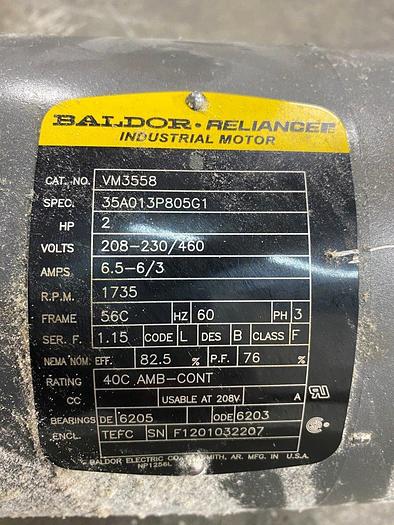 BALDOR • RELIANCER
INDUSTRIAL MOTOR
CAT. NO. VM3558
SPEC. 35A013P805G1
HP 2
VOLTS 208-230/460
AMPS 6.5-6/3
R.P.M. 1735
FRAME 56C HZ 60 PH 3
SER. F. 1.15 CODE L DES B CLASS F
NEMA NOM. EFF. 82.5 % P.F. 76 %
RATING 40C AMB-CONT
CC USABLE AT 208V A
BEARINGS DE 6205 ODE 6203
ENCL. TEFC SN F1201032207
BALDOR ELECTRIC CO. SMITH, AR. MFG. IN U.S.A.
NP1256L